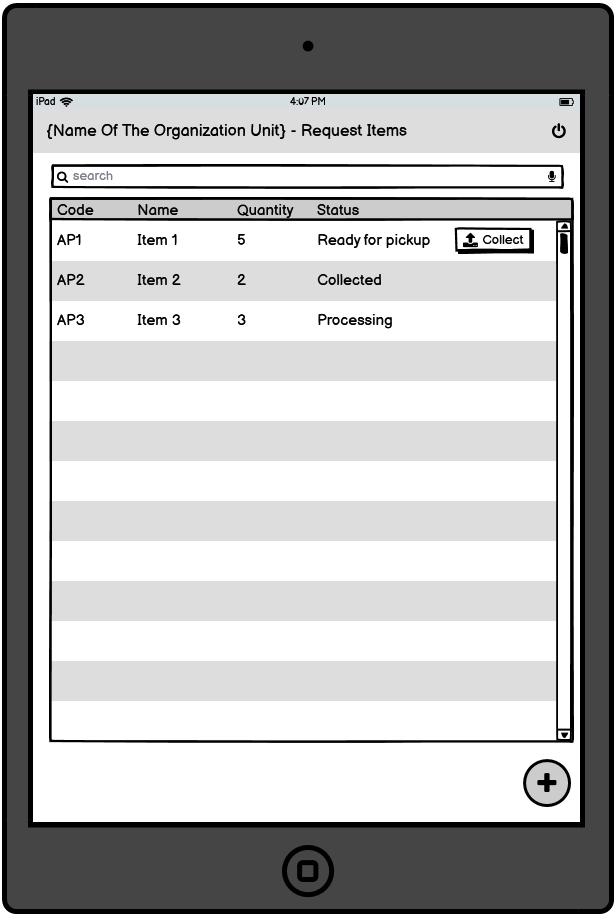 iPad 4:07 PM
{Name Of The Organization Unit} - Request Items
search
Code Name Quantity Status
AP1 Item 1 5 Ready for pickup Collect
AP2 Item 2 2 Collected
AP3 Item 3 3 Processing